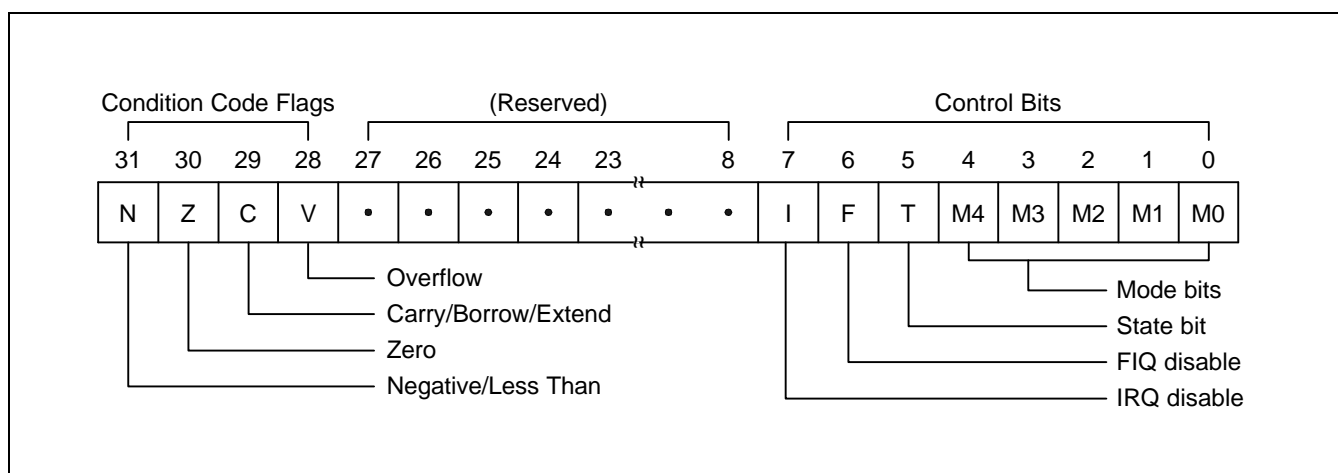 Condition Code Flags (Reserved) Control Bits
31 30 29 28 27 26 25 24 23 8 7 6 5 4 3 2 1 0
N Z C V • • • • • • • I F T M4 M3 M2 M1 M0
Overflow
Carry/Borrow/Extend
Zero
Negative/Less Than
Mode bits
State bit
FIQ disable
IRQ disable